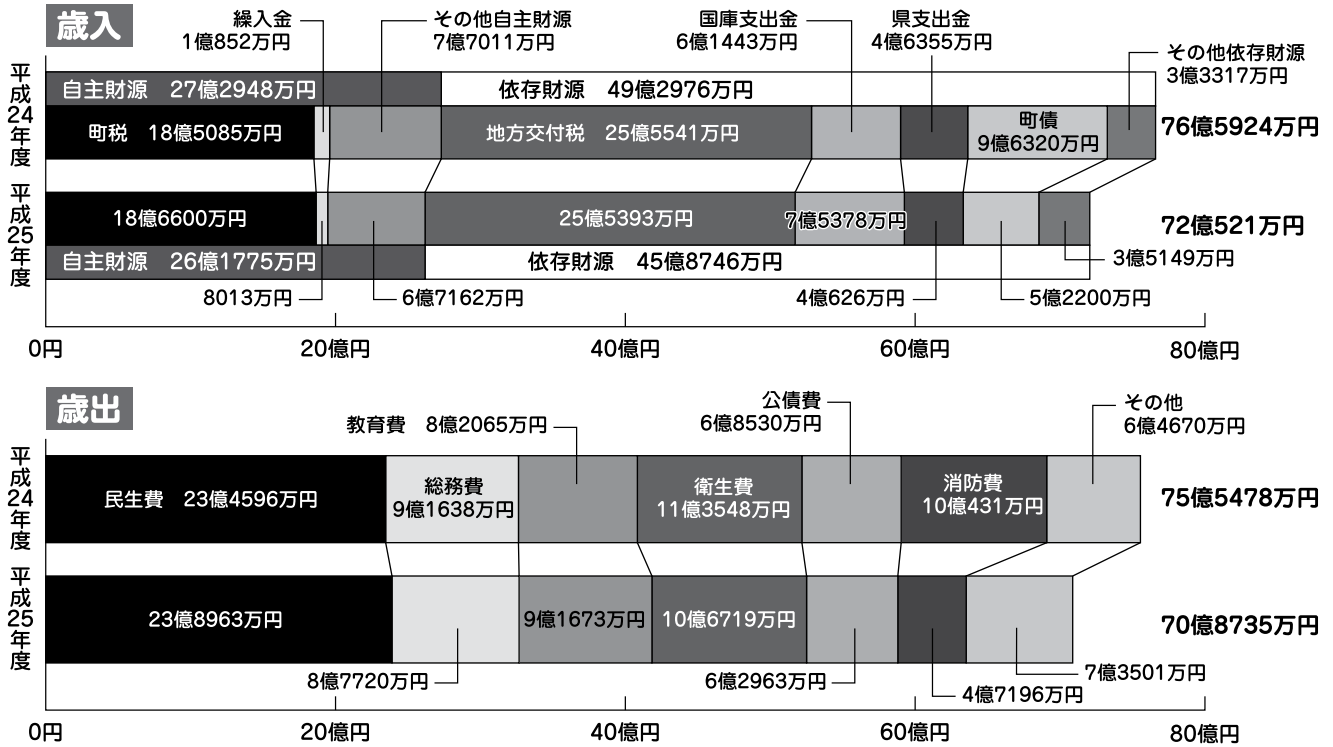 歳入
繰入金
1億852万円
その他自主財源
7億7011万円
国庫支出金
6億1443万円
県支出金
4億6355万円
その他依存財源
3億3317万円
平成24年度
自主財源　27億2948万円
依存財源　49億2976万円
町税　18億5085万円
地方交付税　25億5541万円
町債
9億6320万円
76億5924万円
平成25年度
18億6600万円
25億5393万円
7億5378万円
72億521万円
自主財源　26億1775万円
依存財源　45億8746万円
3億5149万円
8013万円
6億7162万円
4億626万円
5億2200万円
0円
20億円
40億円
60億円
80億円
歳出
教育費　8億2065万円
公債費
6億8530万円
その他
6億4670万円
平成24年度
民生費　23億4596万円
総務費
9億1638万円
衛生費
11億3548万円
消防費
10億431万円
75億5478万円
平成25年度
23億8963万円
9億1673万円
10億6719万円
70億8735万円
8億7720万円
6億2963万円
4億7196万円
7億3501万円
0円
20億円
40億円
60億円
80億円